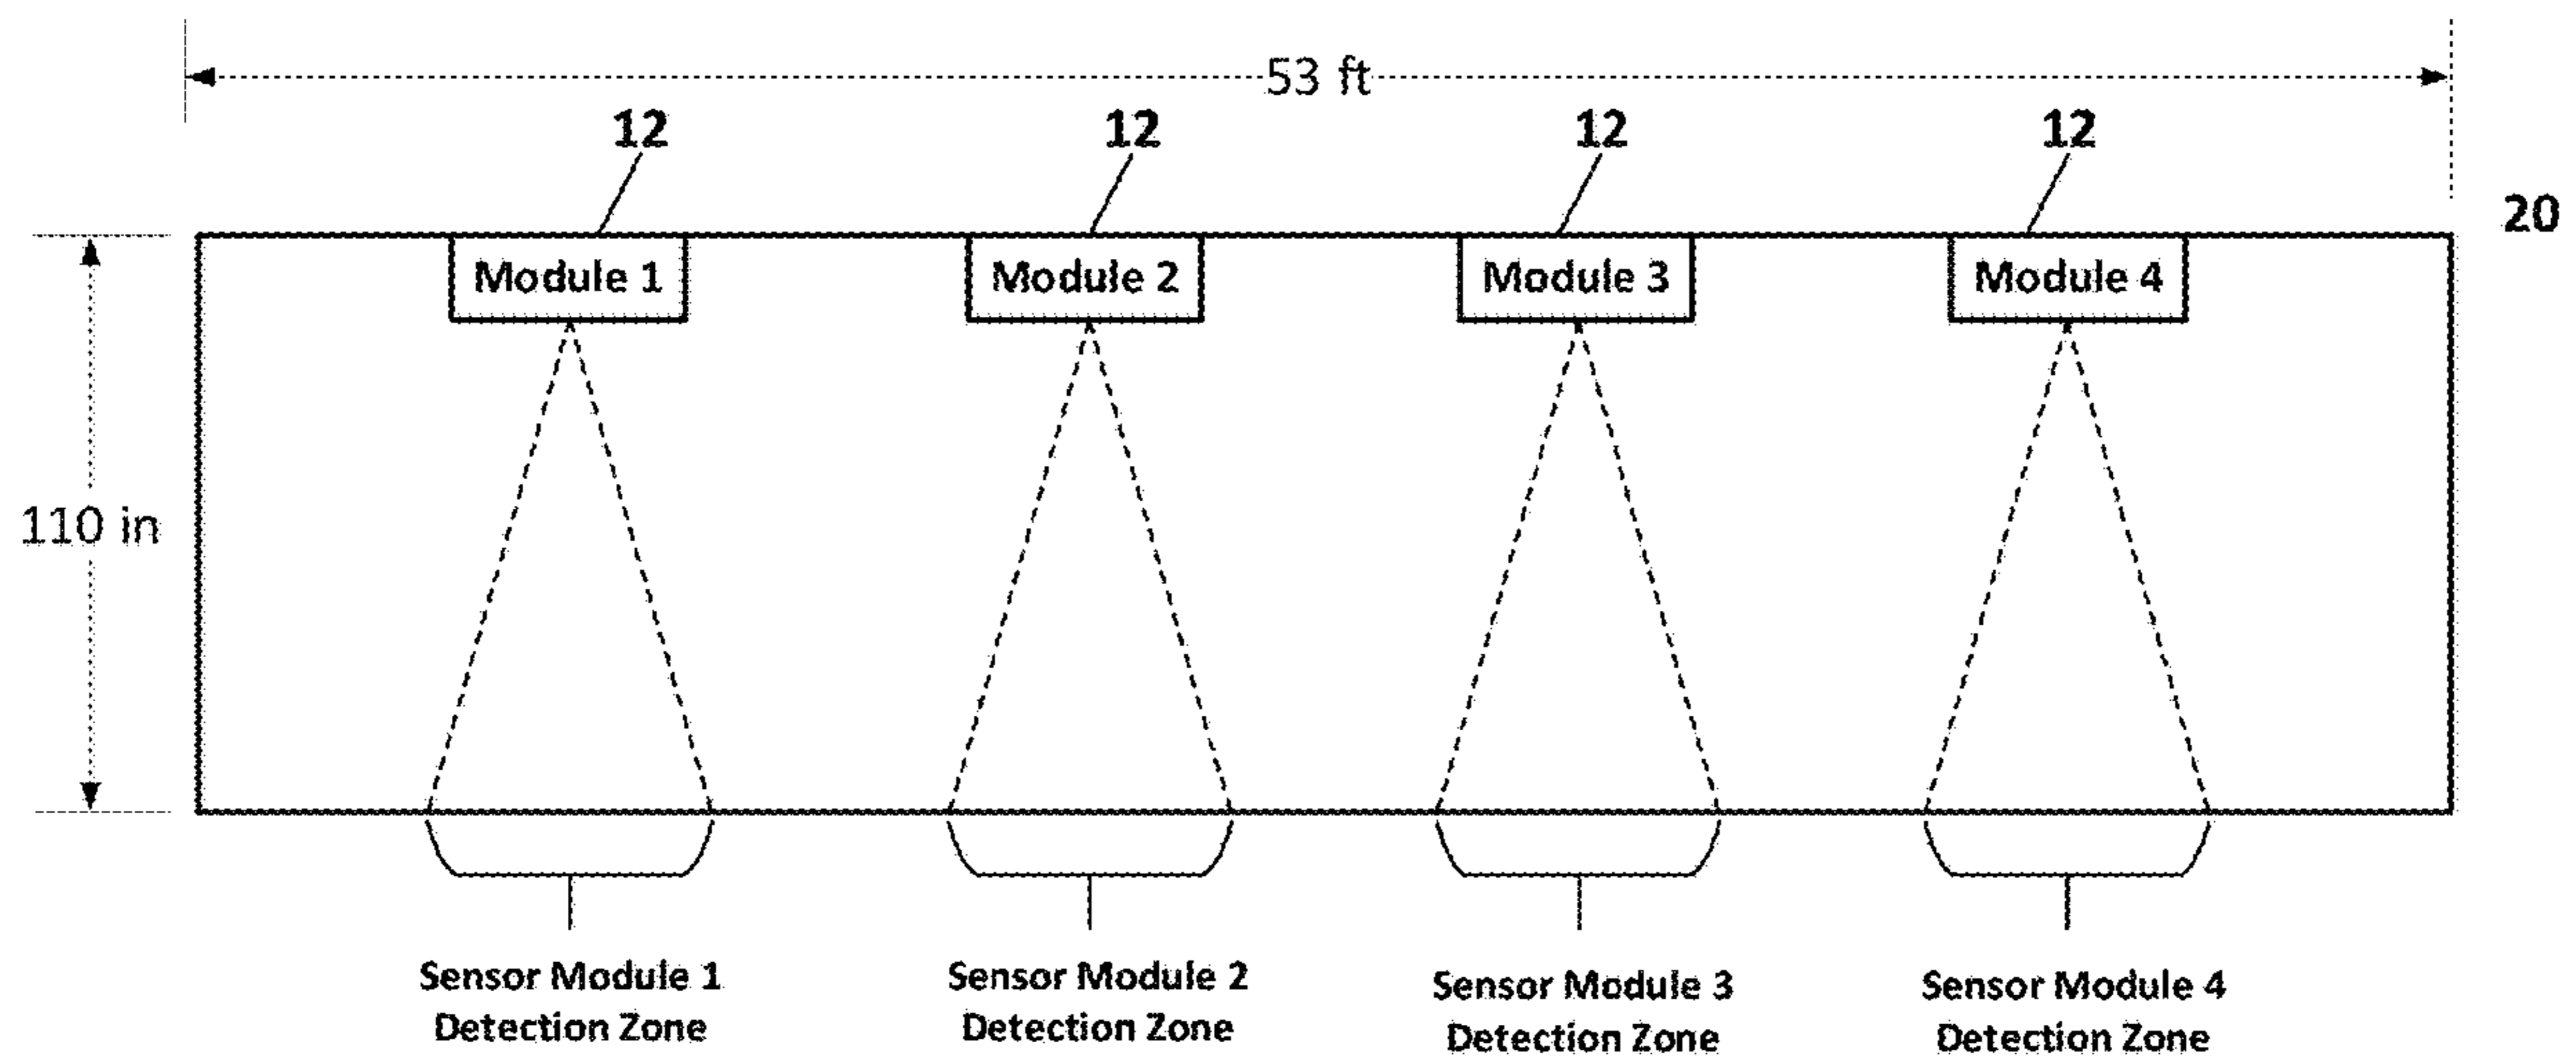 53 ft
12 12 12 12
20
Module 1 Module 2 Module 3 Module 4
110 in
Sensor Module 1 Detection Zone
Sensor Module 2 Detection Zone
Sensor Module 3 Detection Zone
Sensor Module 4 Detection Zone